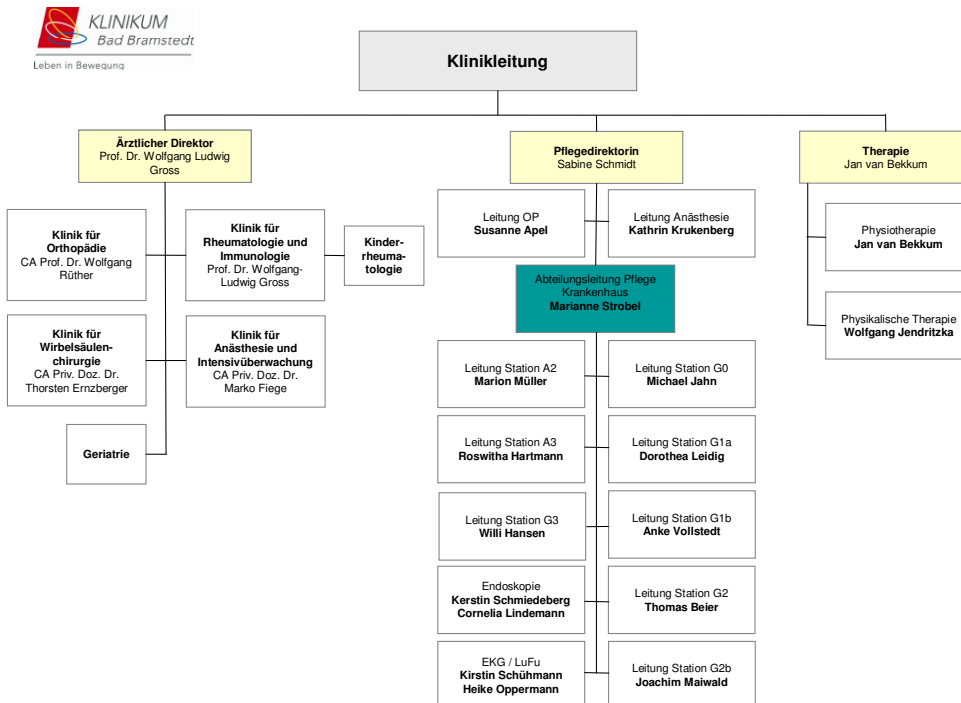 KLINIKUM
Bad Bramstedt
Leben in Bewegung
Klinikleitung
Ärztlicher Direktor
Prof. Dr. Wolfgang Ludwig
Gross
Pflegedirektorin
Sabine Schmidt
Therapie
Jan van Bekkum
Klinik für
Orthopädie
CA Prof. Dr. Wolfgang
Rüther
Klinik für
Rheumatologie und
Immunologie
Prof. Dr. Wolfgang-
Ludwig Gross
Kinder-
rheuma-
tologie
Klinik für
Wirbelsäulen-
chirurgie
CA Priv. Doz. Dr.
Thorsten Ernzberger
Klinik für
Anästhesie und
Intensivüberwachung
CA Priv. Doz. Dr.
Marko Fiege
Geriatrie
Leitung OP
Susanne Apel
Leitung Anästhesie
Kathrin Krukenberg
Abteilungsleitung Pflege
Krankenhaus
Marianne Strobel
Leitung Station A2
Marion Müller
Leitung Station G0
Michael Jahn
Leitung Station A3
Roswitha Hartmann
Leitung Station G1a
Dorothea Leidig
Leitung Station G3
Willi Hansen
Leitung Station G1b
Anke Vollstedt
Endoskopie
Kerstin Schmiedeberg
Cornelia Lindemann
Leitung Station G2
Thomas Beier
EKG / LuFu
Kirstin Schühmann
Heike Oppermann
Leitung Station G2b
Joachim Maiwald
Physiotherapie
Jan van Bekkum
Physikalische Therapie
Wolfgang Jendritzka